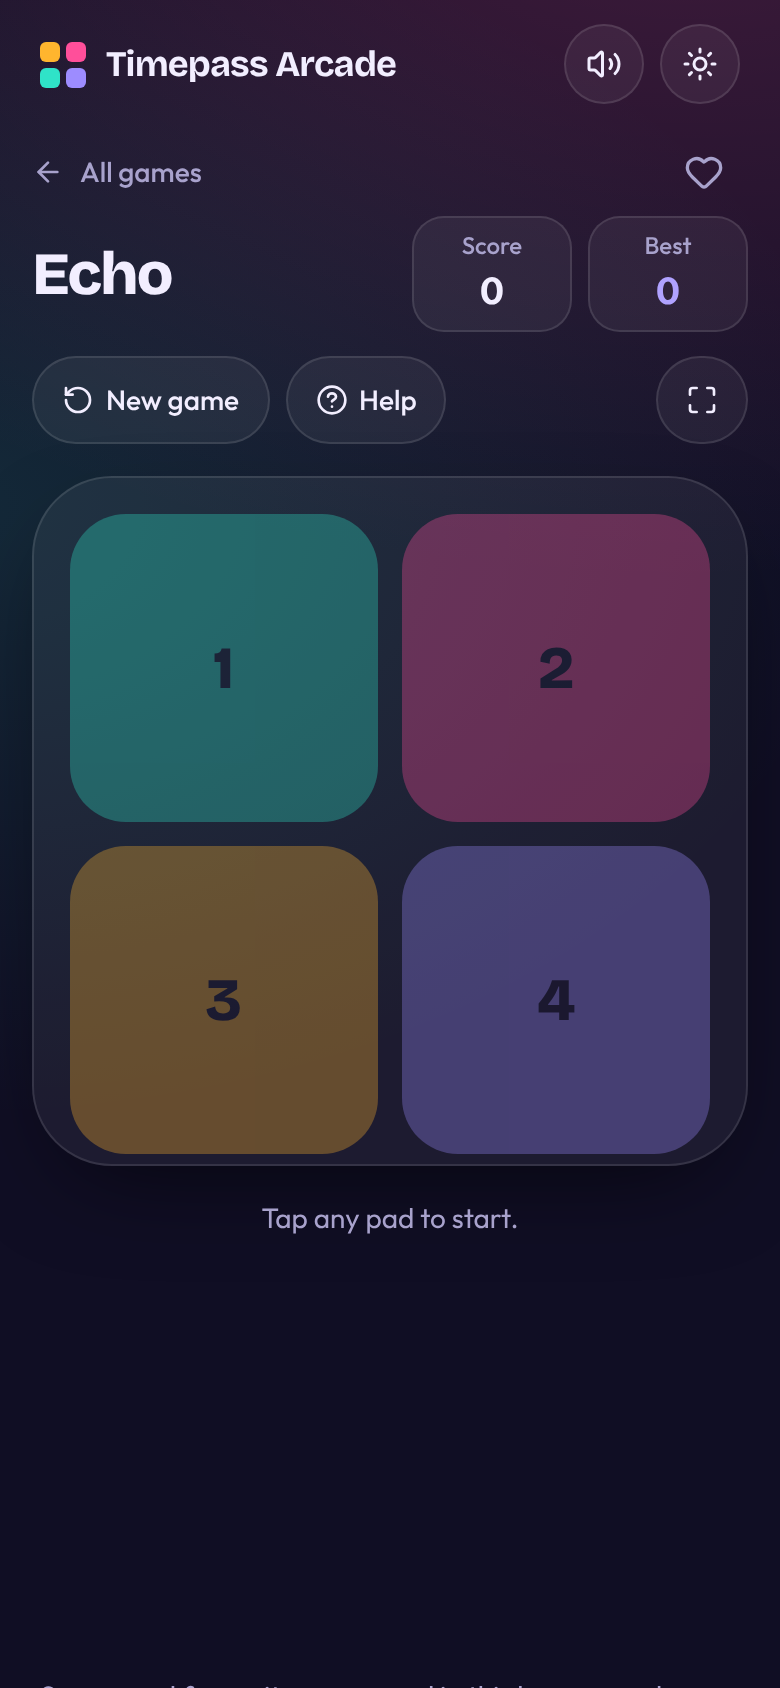 Timepass Arcade
All games
Echo
Score
0
Best
0
New game
Help
1
2
3
4
Tap any pad to start.